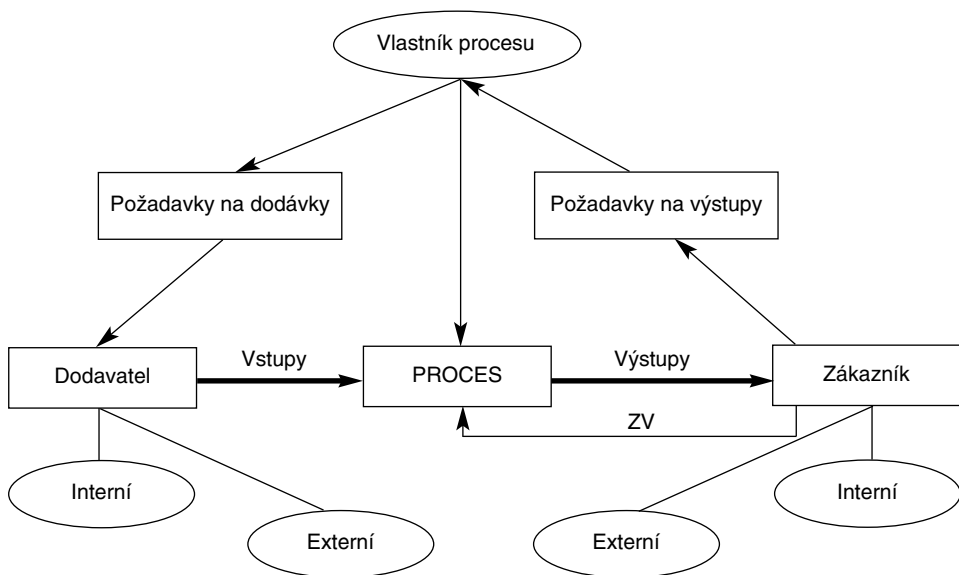 Vlastník procesu
Požadavky na dodávky
Požadavky na výstupy
Vstupy
Výstupy
Dodavatel
PROCES
Zákazník
ZV
Interní
Interní
Externí
Externí